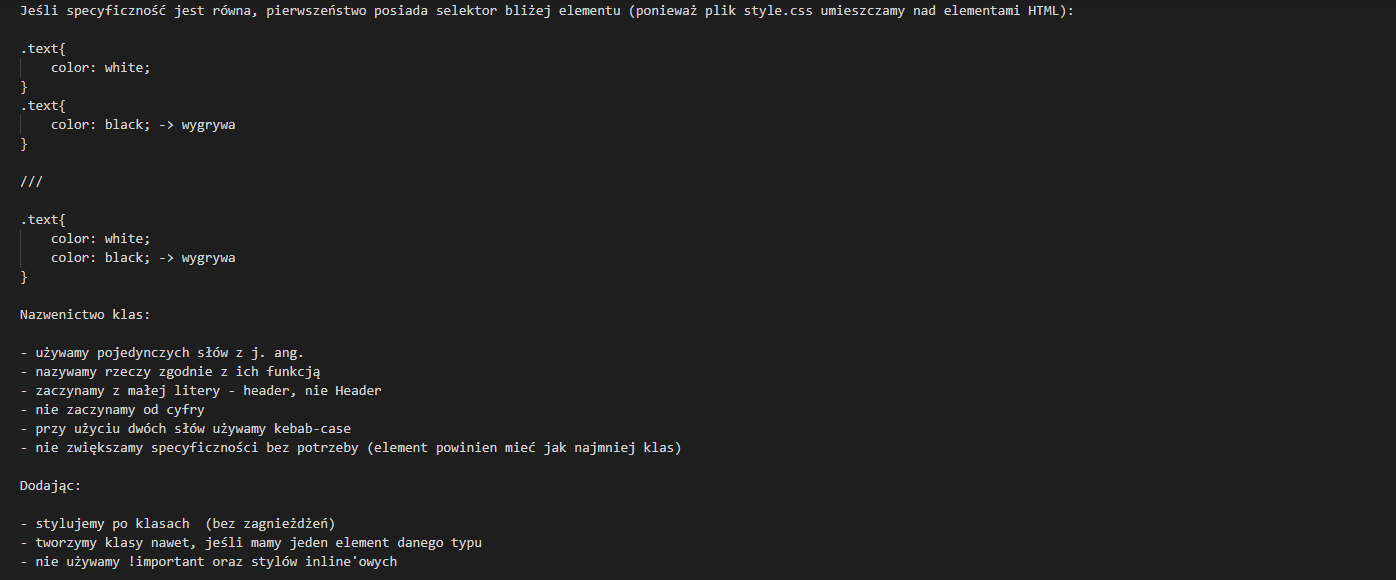 Jeśli specyficzność jest równa, pierwszeństwo posiada selektor bliżej elementu (ponieważ plik style.css umieszczamy nad elementami HTML):
.text{
color: white;
}
.text{
color: black; -> wygrywa
}
///
.text{
color: white;
color: black; -> wygrywa
}
Nazwenictwo klas:
- używamy pojedynczych słów z j. ang.
- nazywamy rzeczy zgodnie z ich funkcją
- zaczynamy z małej litery - header, nie Header
- nie zaczynamy od cyfry
- przy użyciu dwóch słów używamy kebab-case
- nie zwiększamy specyficzności bez potrzeby (element powinien mieć jak najmniej klas)
Dodając:
- stylujemy po klasach  (bez zagnieżdżeń)
- tworzymy klasy nawet, jeśli mamy jeden element danego typu
- nie używamy !important oraz stylów inline'owych